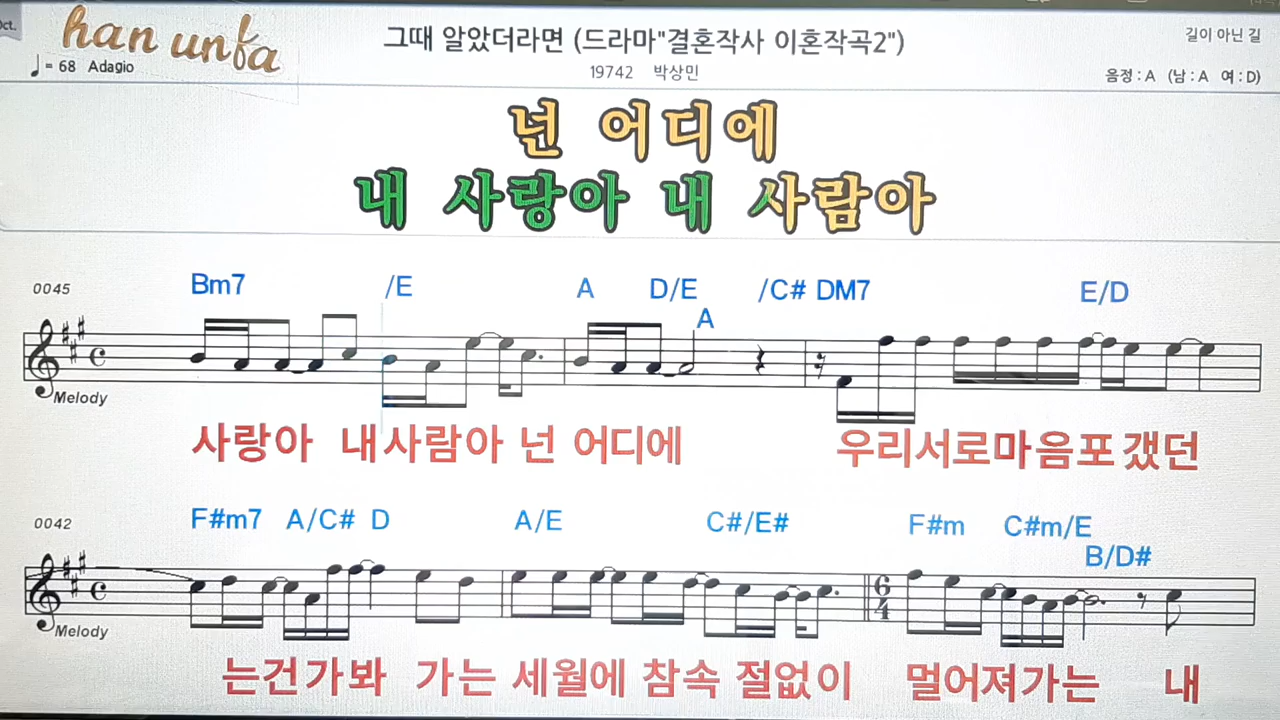 Oct.
han unfa
그때 알았더라면 (드라마"결혼작사 이혼작곡2")
길이 아닌 길
♩= 68 Adagio
19742 박상민
음정 : A (남 : A 여 : D)
넌 어디에
내 사랑아 내 사람아
0045
Bm7 /E A D/E /C# DM7 E/D
A
Melody
사랑아 내사람아 넌 어디에 우리서로마음포갰던
0042
F#m7 A/C# D A/E C#/E# F#m C#m/E
B/D#
6
4
Melody
는건가봐 가는 세월에 참속 절없이 멀어져가는 내